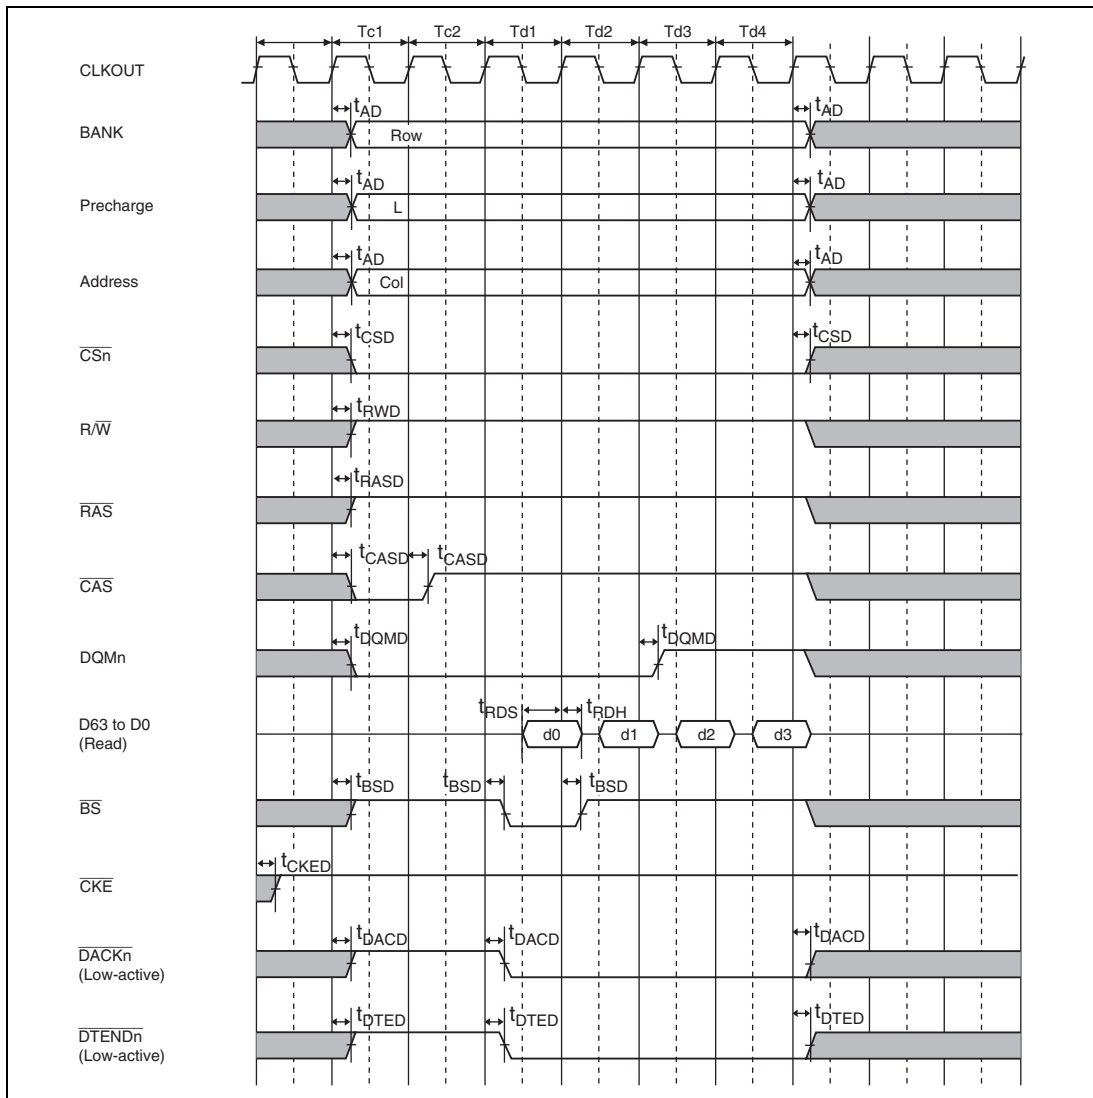 Tc1 Tc2 Td1 Td2 Td3 Td4
CLKOUT
tAD tAD
BANK Row
tAD tAD
Precharge L
tAD tAD
Address Col
tCSD tCSD
CSn
tRWD
R/W
tRASD
RAS
tCASD tCASD
CAS
tDQMD tDQMD
DQMn
tRDS tRDH
D63 to D0
(Read)
d0 d1 d2 d3
tBSD tBSD tBSD
BS
tCKED
CKE
tDACD tDACD tDACD
DACKn
(Low-active)
tDTED tDTED tDTED
DTENDn
(Low-active)